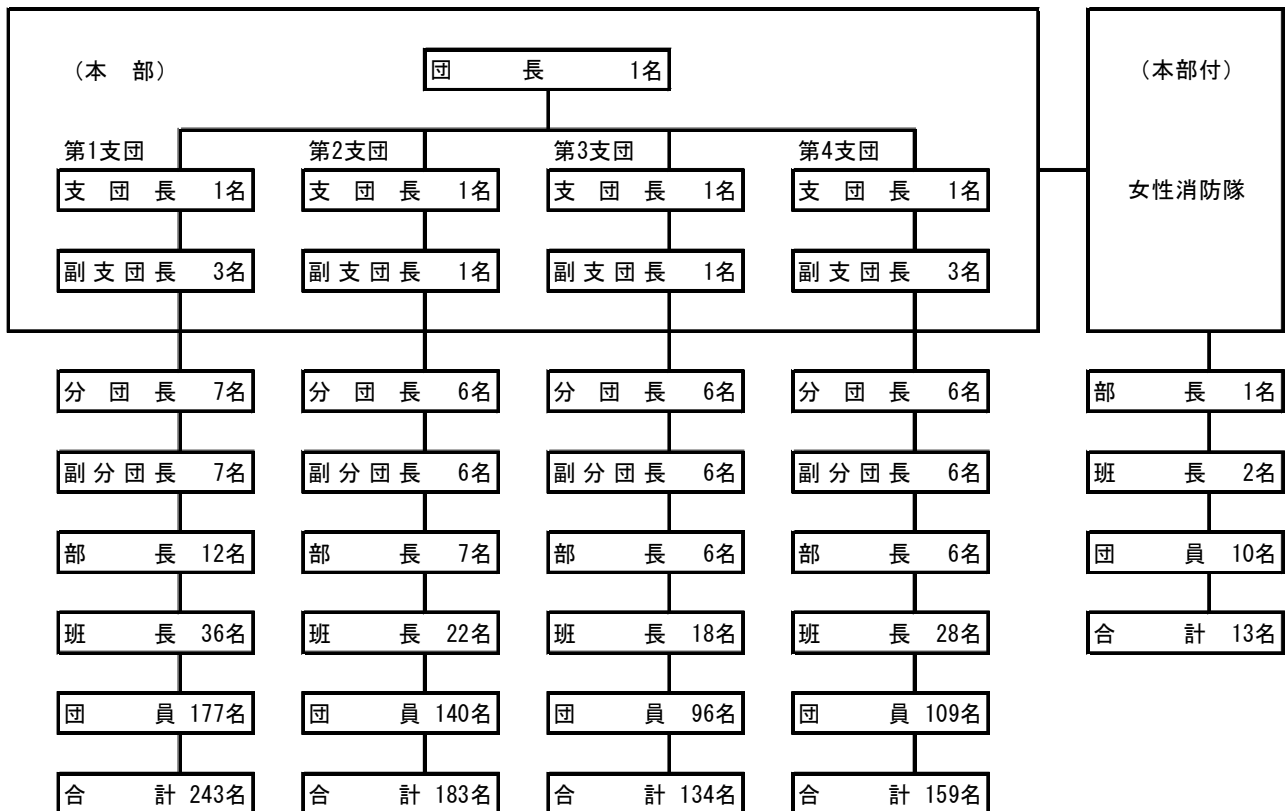 （本　部）　団　　長　　1名　（本部付）
第1支団　第2支団　第3支団　第4支団
支　団　長　1名　支　団　長　1名　支　団　長　1名　支　団　長　1名　女性消防隊
副支団長　3名　副支団長　1名　副支団長　1名　副支団長　3名
分　団　長　7名　分　団　長　6名　分　団　長　6名　分　団　長　6名　部　　長　1名
副分団長　7名　副分団長　6名　副分団長　6名　副分団長　6名　班　　長　2名
部　　長　12名　部　　長　7名　部　　長　6名　部　　長　6名　団　　員　10名
班　　長　36名　班　　長　22名　班　　長　18名　班　　長　28名　合　　計　13名
団　　員　177名　団　　員　140名　団　　員　96名　団　　員　109名
合　　計　243名　合　　計　183名　合　　計　134名　合　　計　159名